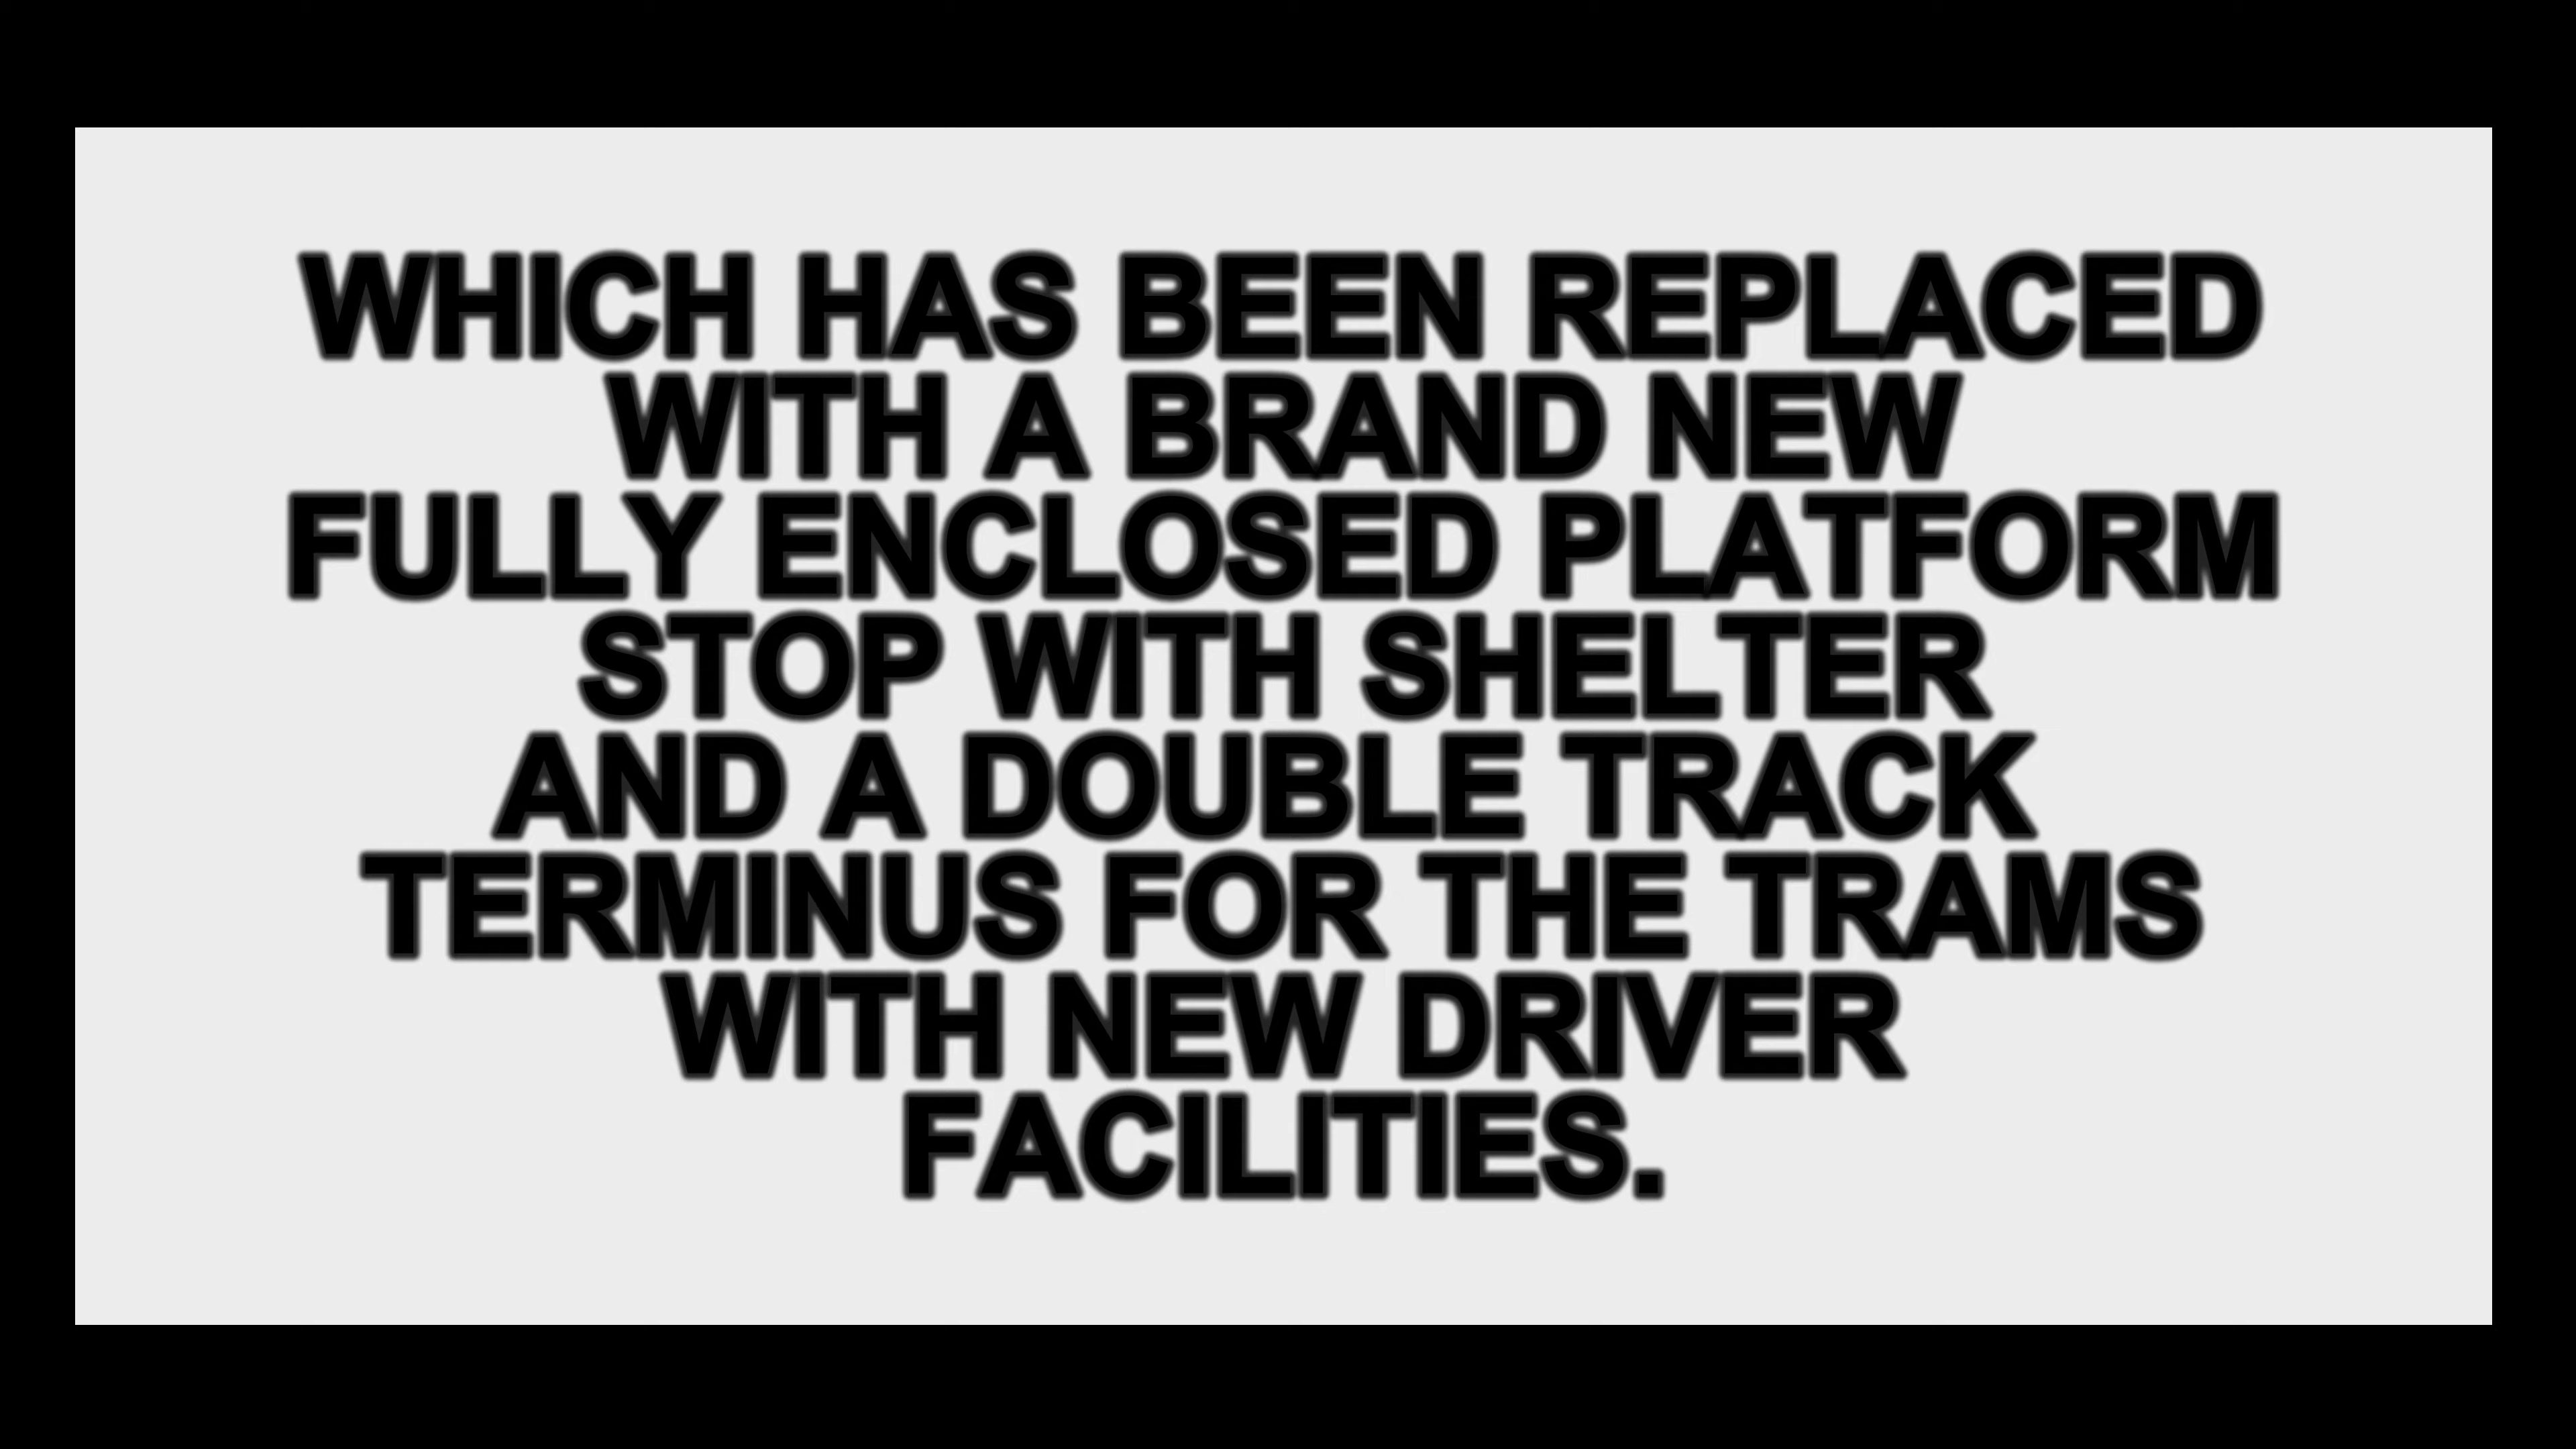 WHICH HAS BEEN REPLACED
WITH A BRAND NEW
FULLY ENCLOSED PLATFORM
STOP WITH SHELTER
AND A DOUBLE TRACK
TERMINUS FOR THE TRAMS
WITH NEW DRIVER
FACILITIES.